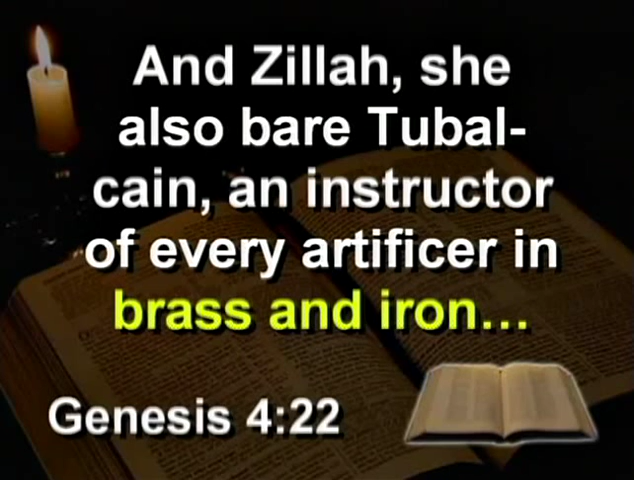 And Zillah, she
also bare Tubal-
cain, an instructor
of every artificer in
brass and iron...
Genesis 4:22